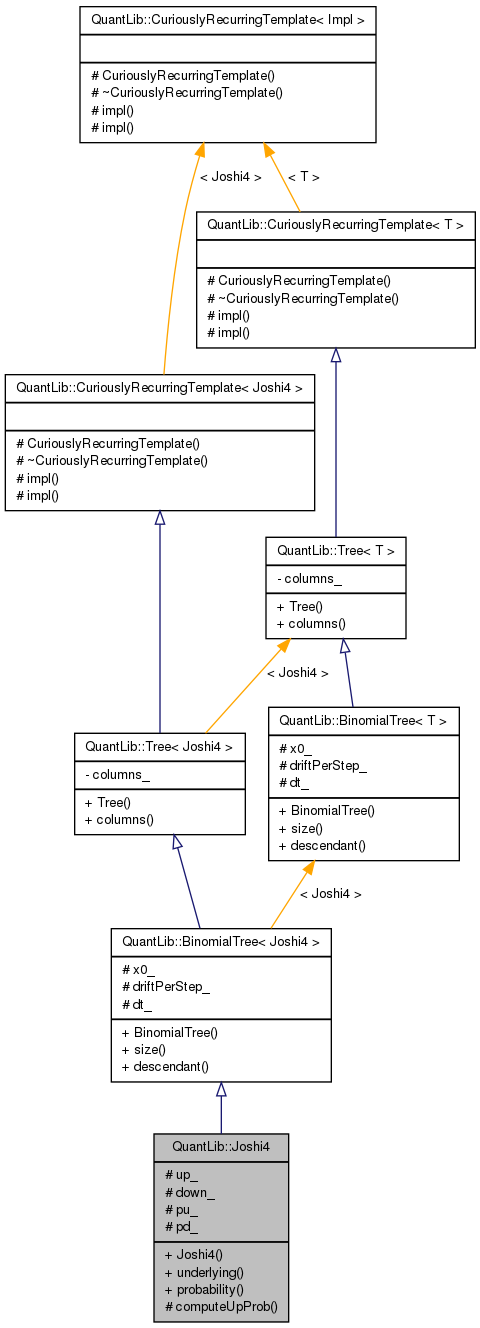 QuantLib::CuriouslyRecurringTemplate< Impl >
# CuriouslyRecurringTemplate()
# ~CuriouslyRecurringTemplate()
# impl()
# impl()
< Joshi4 >
< T >
QuantLib::CuriouslyRecurringTemplate< T >
# CuriouslyRecurringTemplate()
# ~CuriouslyRecurringTemplate()
# impl()
# impl()
QuantLib::CuriouslyRecurringTemplate< Joshi4 >
# CuriouslyRecurringTemplate()
# ~CuriouslyRecurringTemplate()
# impl()
# impl()
QuantLib::Tree< T >
- columns_
+ Tree()
+ columns()
< Joshi4 >
QuantLib::BinomialTree< T >
# x0_
# driftPerStep_
# dt_
+ BinomialTree()
+ size()
+ descendant()
QuantLib::Tree< Joshi4 >
- columns_
+ Tree()
+ columns()
< Joshi4 >
QuantLib::BinomialTree< Joshi4 >
# x0_
# driftPerStep_
# dt_
+ BinomialTree()
+ size()
+ descendant()
QuantLib::Joshi4
# up_
# down_
# pu_
# pd_
+ Joshi4()
+ underlying()
+ probability()
# computeUpProb()